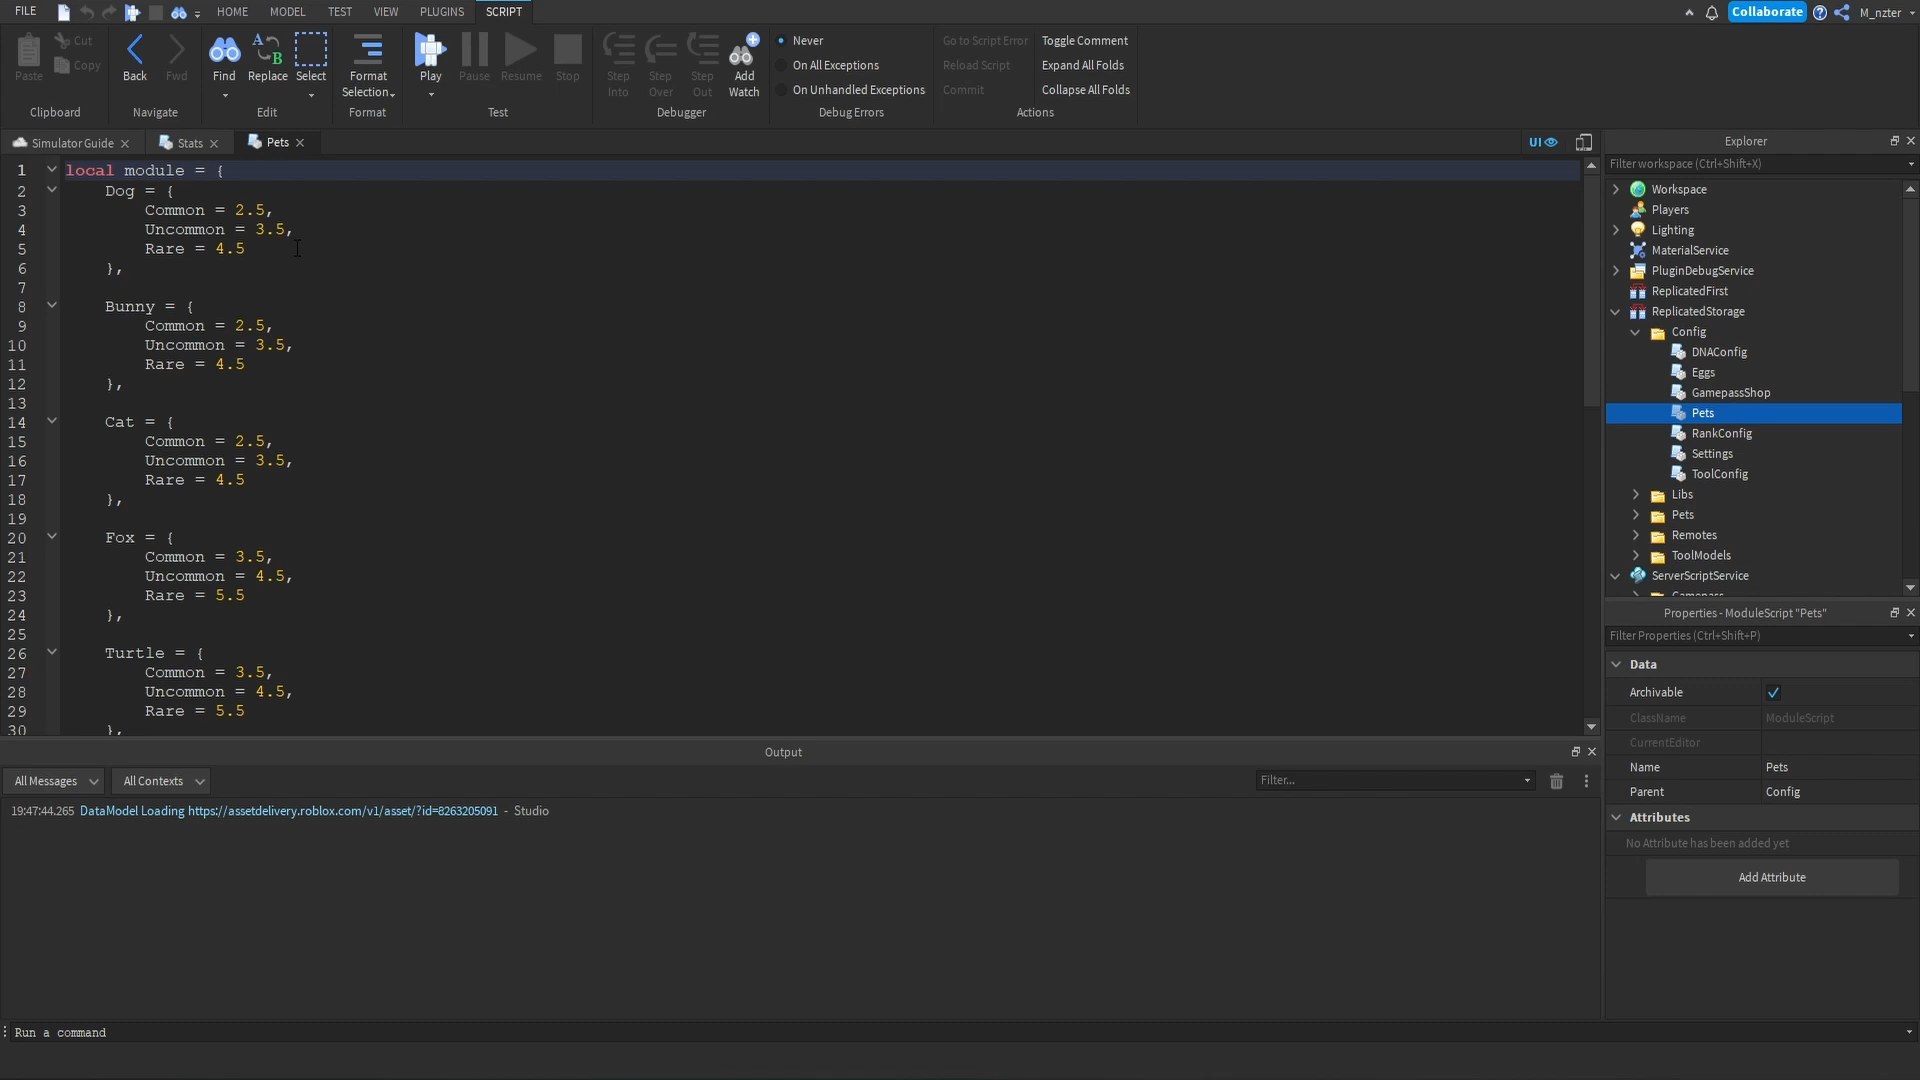 FILE HOME MODEL TEST VIEW PLUGINS SCRIPT Collaborate M_nzter
Paste Cut Copy
Clipboard
Back Fwd
Navigate
Find Replace Select
Edit
Format Selection
Format
Play Pause Resume Stop
Test
Step Into Step Over Step Out Add Watch
Debugger
Never
On All Exceptions
On Unhandled Exceptions
Debug Errors
Go to Script Error Toggle Comment
Reload Script Expand All Folds
Commit Collapse All Folds
Actions
Simulator Guide Stats Pets UI
1 local module = {
2 Dog = {
3 Common = 2.5,
4 Uncommon = 3.5,
5 Rare = 4.5
6 },
7
8 Bunny = {
9 Common = 2.5,
10 Uncommon = 3.5,
11 Rare = 4.5
12 },
13
14 Cat = {
15 Common = 2.5,
16 Uncommon = 3.5,
17 Rare = 4.5
18 },
19
20 Fox = {
21 Common = 3.5,
22 Uncommon = 4.5,
23 Rare = 5.5
24 },
25
26 Turtle = {
27 Common = 3.5,
28 Uncommon = 4.5,
29 Rare = 5.5
30 },
Explorer
Filter workspace (Ctrl+Shift+X)
Workspace
Players
Lighting
MaterialService
PluginDebugService
ReplicatedFirst
ReplicatedStorage
Config
DNAConfig
Eggs
GamepassShop
Pets
RankConfig
Settings
ToolConfig
Libs
Pets
Remotes
ToolModels
ServerScriptService
Gamepass
Properties - ModuleScript "Pets"
Filter Properties (Ctrl+Shift+P)
Data
Archivable
ClassName ModuleScript
CurrentEditor
Name Pets
Parent Config
Attributes
No Attribute has been added yet
Add Attribute
Output
All Messages All Contexts Filter...
19:47:44.265 DataModel Loading https://assetdelivery.roblox.com/v1/asset/?id=8263205091 - Studio
Run a command